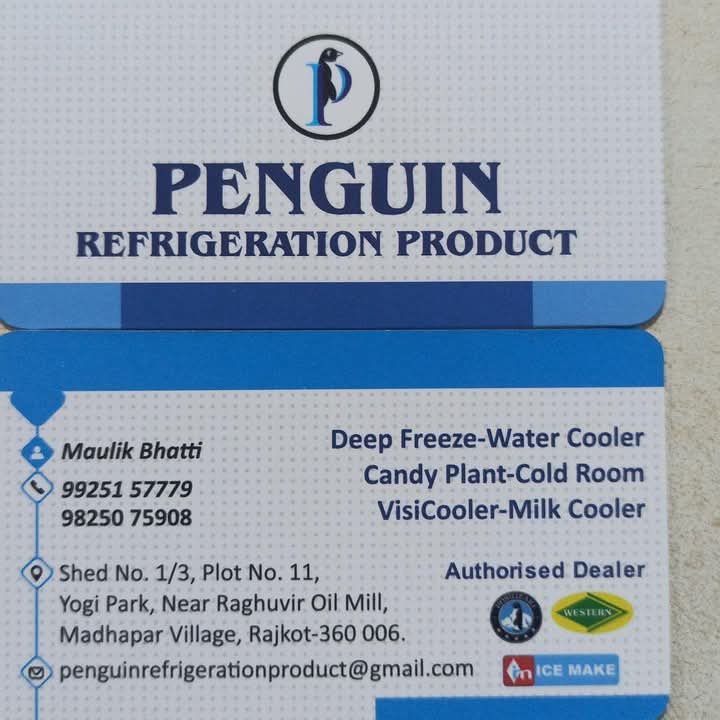 P
PENGUIN
REFRIGERATION PRODUCT
Maulik Bhatti
99251 57779
98250 75908
Shed No. 1/3, Plot No. 11,
Yogi Park, Near Raghuvir Oil Mill,
Madhapar Village, Rajkot-360 006.
penguinrefrigerationproduct@gmail.com
Deep Freeze-Water Cooler
Candy Plant-Cold Room
VisiCooler-Milk Cooler
Authorised Dealer
WESTERN
ICE MAKE